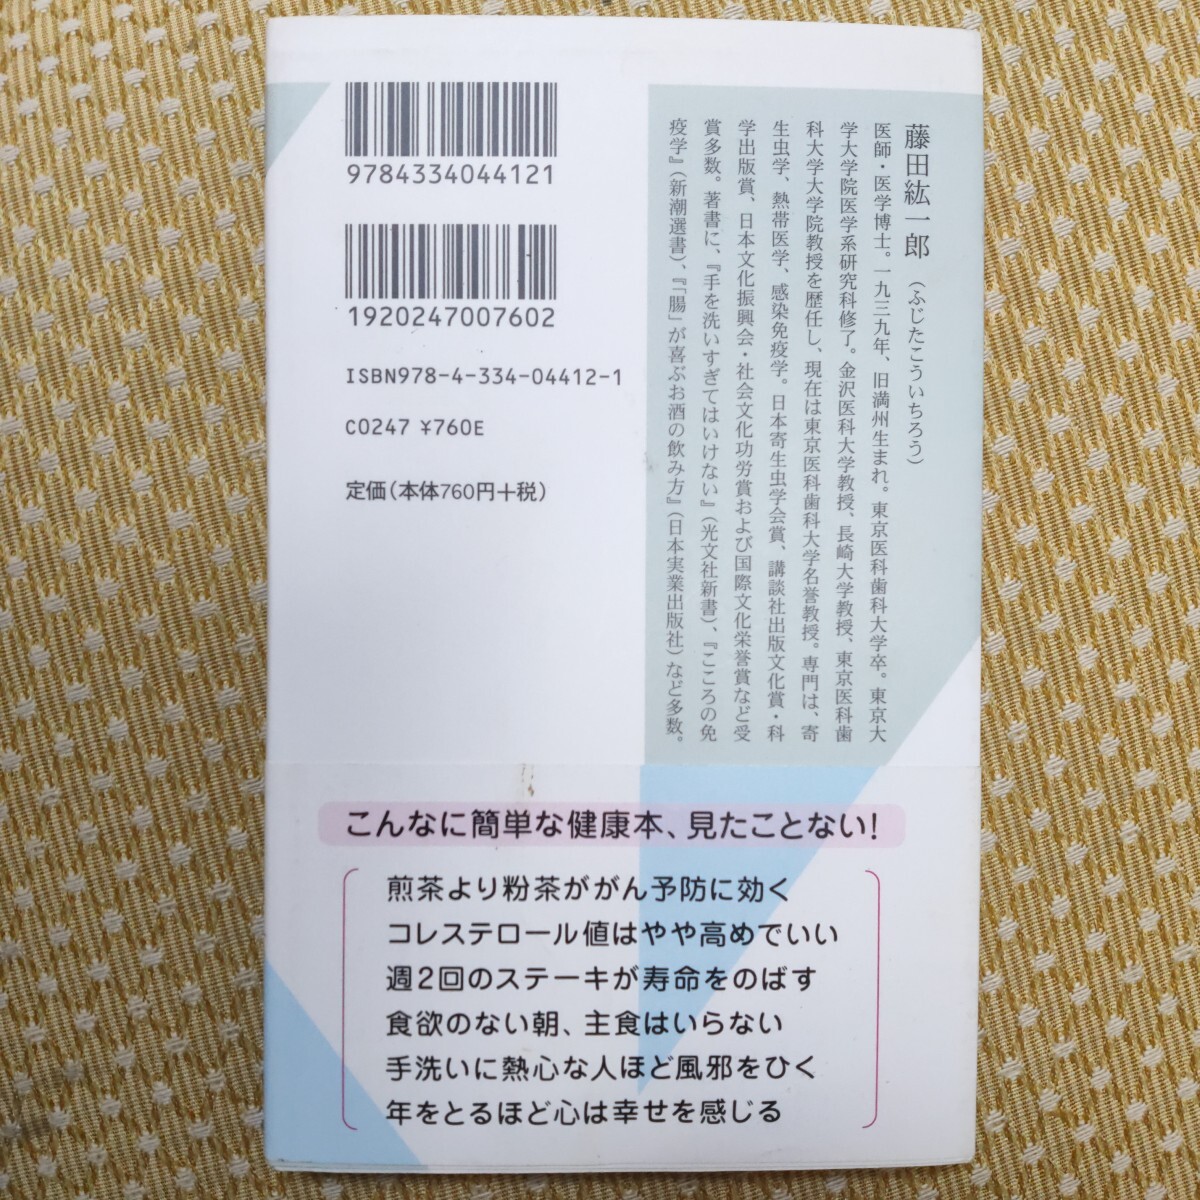 9784334044121
1920247007602
ISBN978-4-334-04412-1
C0247 ¥760E
定価(本体760円+税)
藤田紘一郎(ふじたこういちろう)
医師・医学博士。一九三九年、旧満州生まれ。東京医科歯科大学卒。東京大
学大学院医学系研究科修了。金沢医科大学教授、長崎大学教授、東京医科歯
科大学大学院教授を歴任し、現在は東京医科歯科大学名誉教授。専門は、寄
生虫学、熱帯医学、感染免疫学。日本寄生虫学会賞、講談社出版文化賞・科
学出版賞、日本文化振興会・社会文化功労賞および国際文化栄誉賞など受
賞多数。著書に、『手を洗いすぎてはいけない』(光文社新書)、『こころの免
疫学』(新潮選書)、『「腸」が喜ぶお酒の飲み方』(日本実業出版社)など多数。
こんなに簡単な健康本、見たことない!
煎茶より粉茶ががん予防に効く
コレステロール値はやや高めでいい
週2回のステーキが寿命をのばす
食欲のない朝、主食はいらない
手洗いに熱心な人ほど風邪をひく
年をとるほど心は幸せを感じる